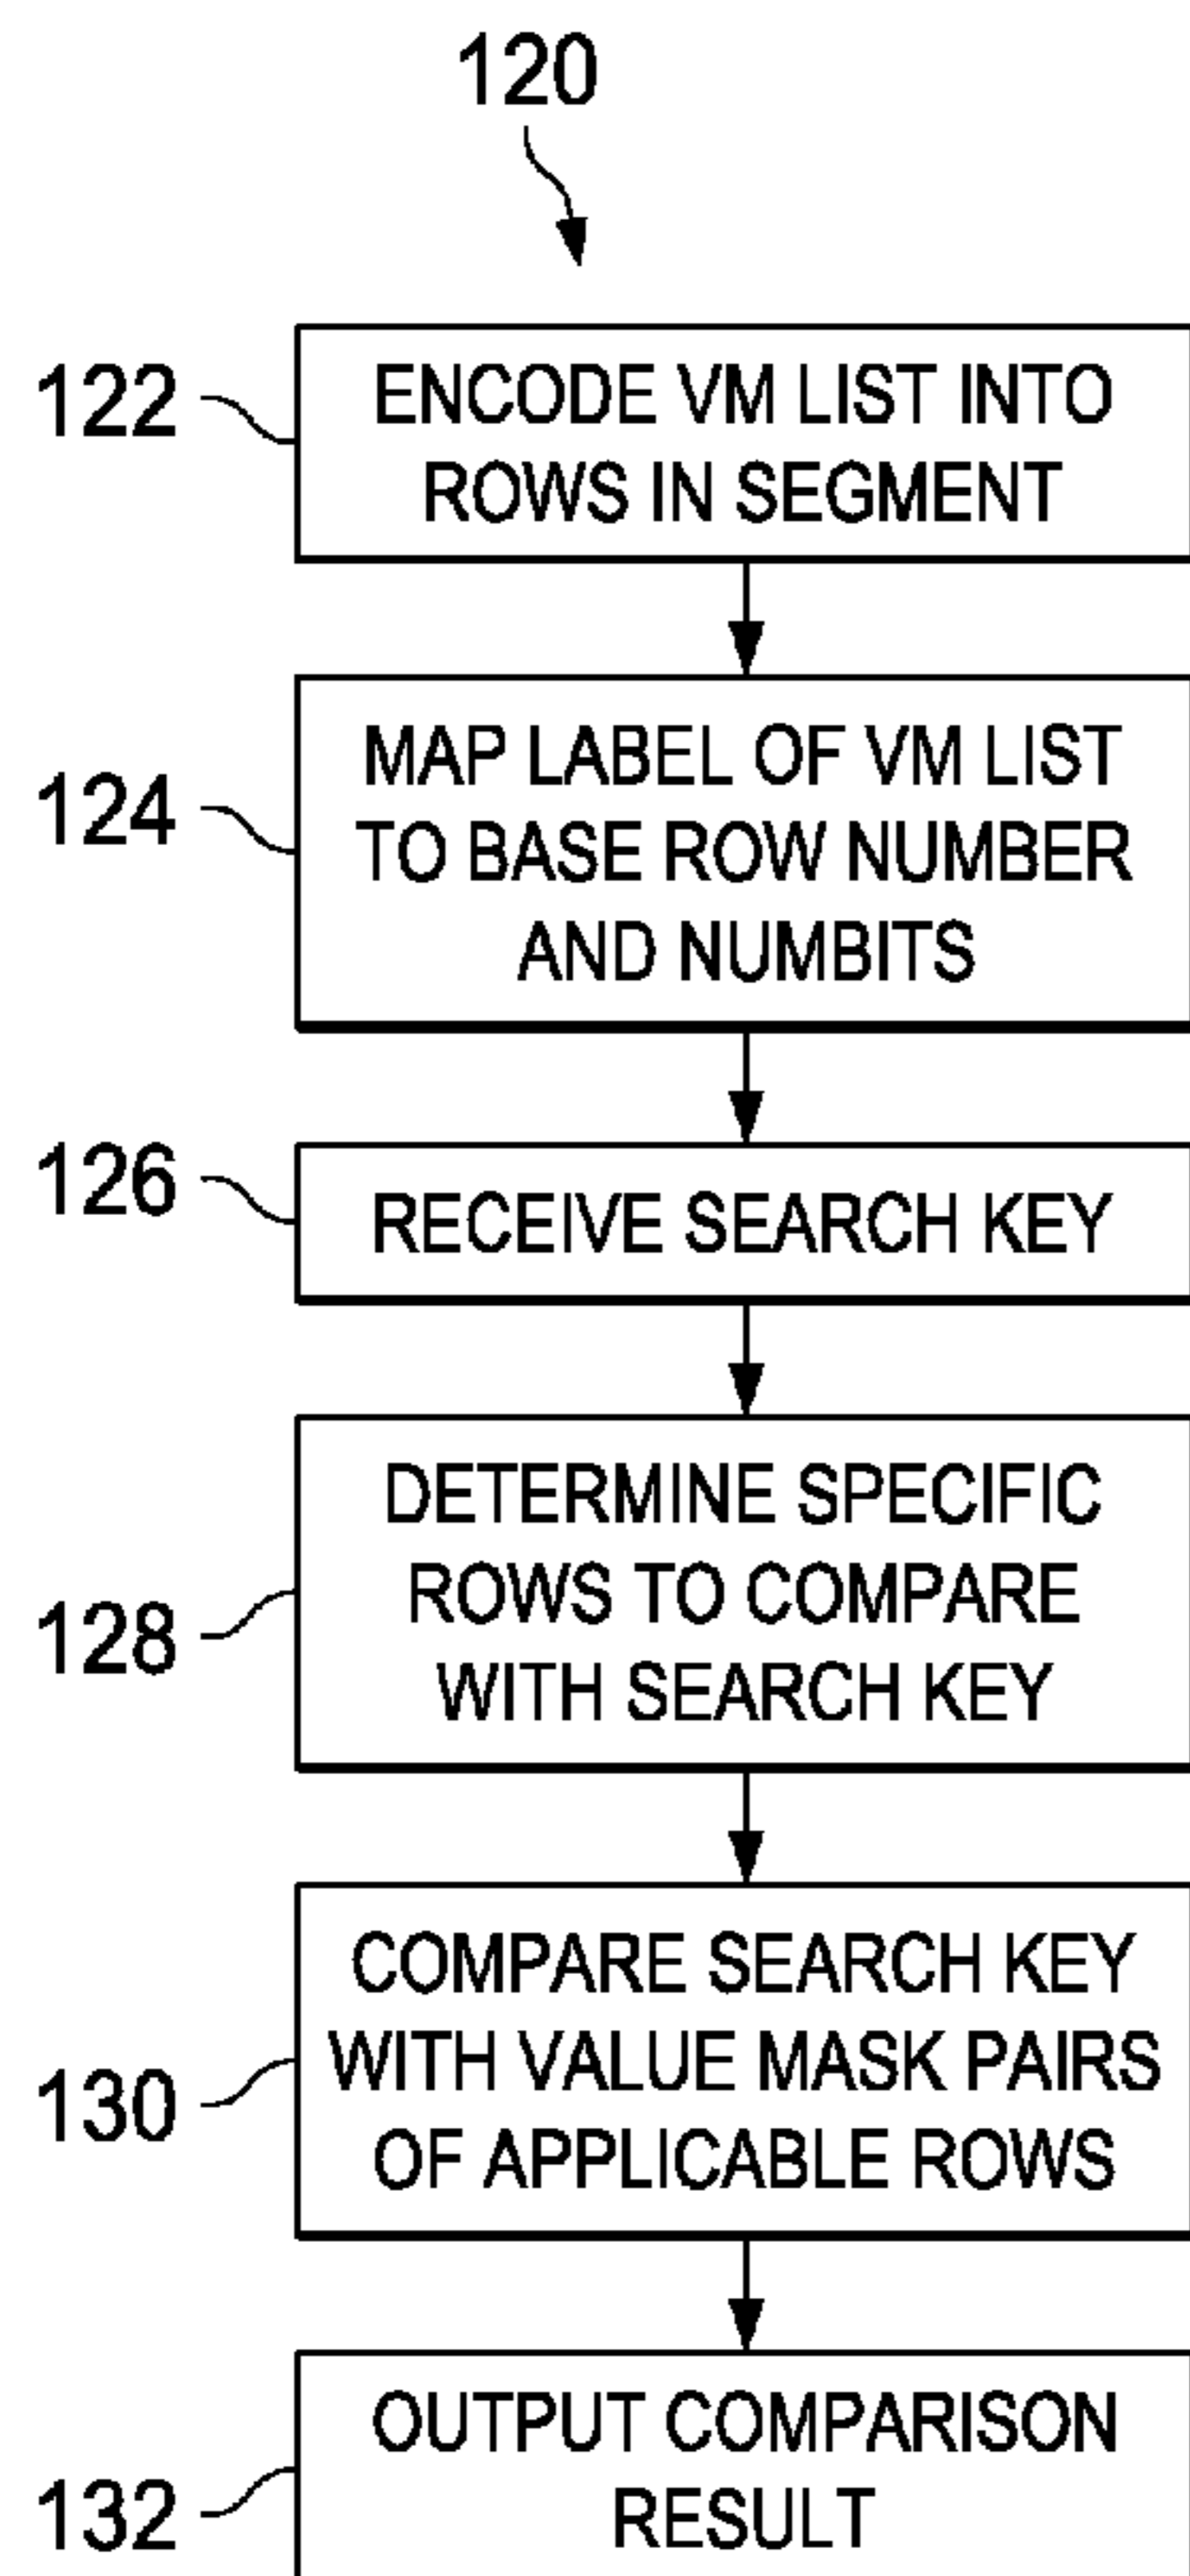 120
122
ENCODE VM LIST INTO
ROWS IN SEGMENT
124
MAP LABEL OF VM LIST
TO BASE ROW NUMBER
AND NUMBITS
126
RECEIVE SEARCH KEY
128
DETERMINE SPECIFIC
ROWS TO COMPARE
WITH SEARCH KEY
130
COMPARE SEARCH KEY
WITH VALUE MASK PAIRS
OF APPLICABLE ROWS
132
OUTPUT COMPARISON
RESULT